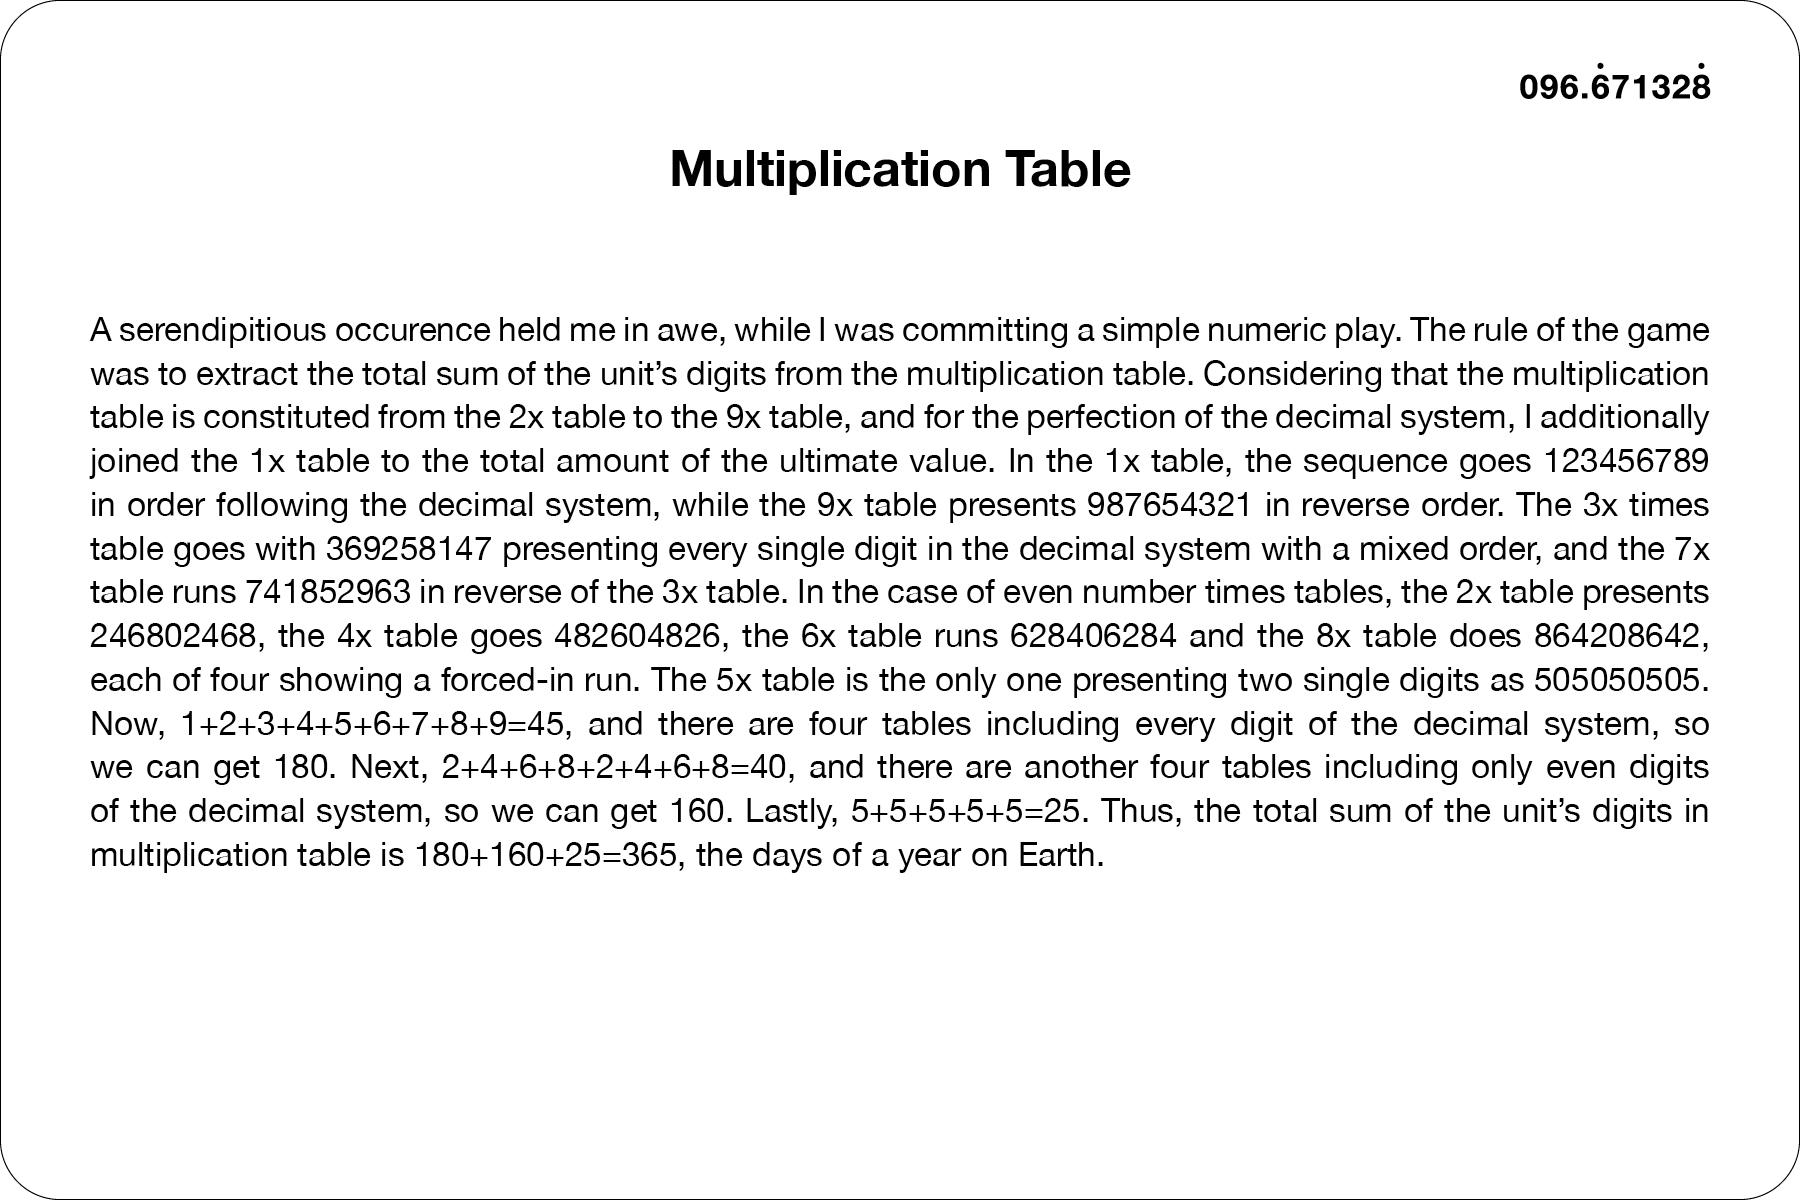 096.6̇713288̇
Multiplication Table
A serendipitious occurence held me in awe, while I was committing a simple numeric play. The rule of the game
was to extract the total sum of the unit’s digits from the multiplication table. Considering that the multiplication
table is constituted from the 2x table to the 9x table, and for the perfection of the decimal system, I additionally
joined the 1x table to the total amount of the ultimate value. In the 1x table, the sequence goes 123456789
in order following the decimal system, while the 9x table presents 987654321 in reverse order. The 3x times
table goes with 369258147 presenting every single digit in the decimal system with a mixed order, and the 7x
table runs 741852963 in reverse of the 3x table. In the case of even number times tables, the 2x table presents
246802468, the 4x table goes 482604826, the 6x table runs 628406284 and the 8x table does 864208642,
each of four showing a forced-in run. The 5x table is the only one presenting two single digits as 505050505.
Now, 1+2+3+4+5+6+7+8+9=45, and there are four tables including every digit of the decimal system, so
we can get 180. Next, 2+4+6+8+2+4+6+8=40, and there are another four tables including only even digits
of the decimal system, so we can get 160. Lastly, 5+5+5+5+5=25. Thus, the total sum of the unit’s digits in
multiplication table is 180+160+25=365, the days of a year on Earth.